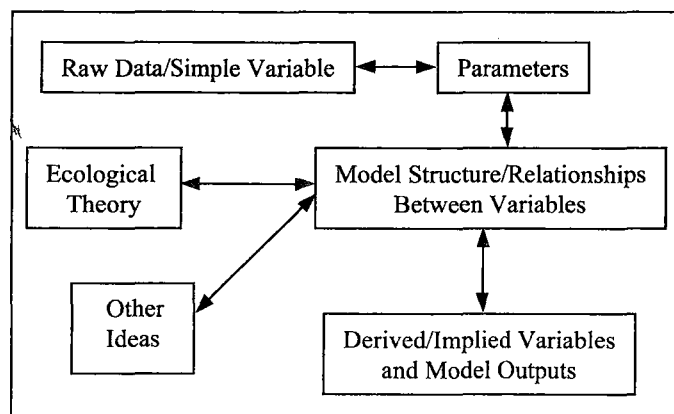 Raw Data/Simple Variable
Parameters
Ecological
Theory
Model Structure/Relationships
Between Variables
Other
Ideas
Derived/Implied Variables
and Model Outputs